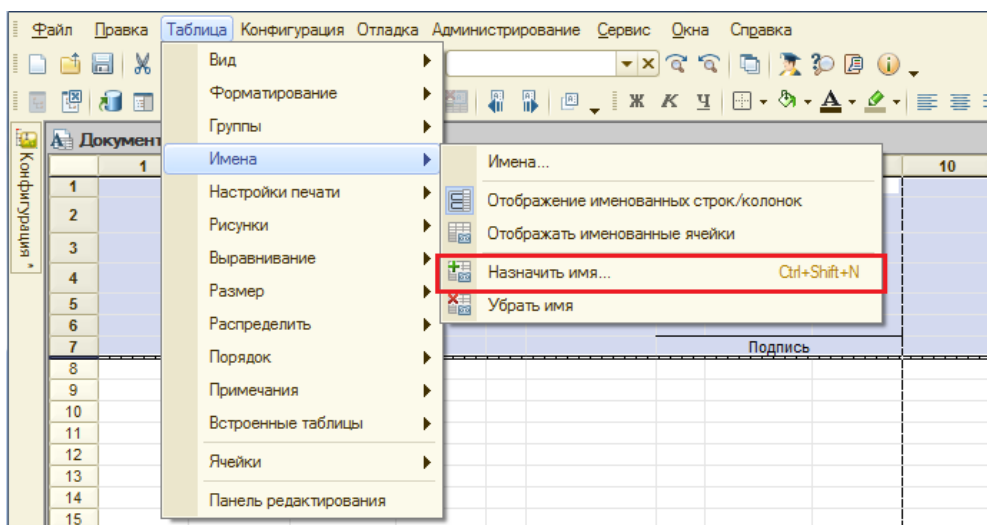 Файл Правка Таблица Конфигурация Отладка Администрирование Сервис Окна Справка
Вид
Форматирование
Ж К Ч
Группы
Документ
Конфигурация
Имена
Имена...
1
10
1
Настройки печати
Отображение именованных строк/колонок
2
Рисунки
Отображать именованные ячейки
3
Выравнивание
Назначить имя... Ctrl+Shift+N
4
Размер
Убрать имя
5
Распределить
6
Порядок
Подпись
7
8
Примечания
9
10
Встроенные таблицы
11
12
Ячейки
13
14
Панель редактирования
15